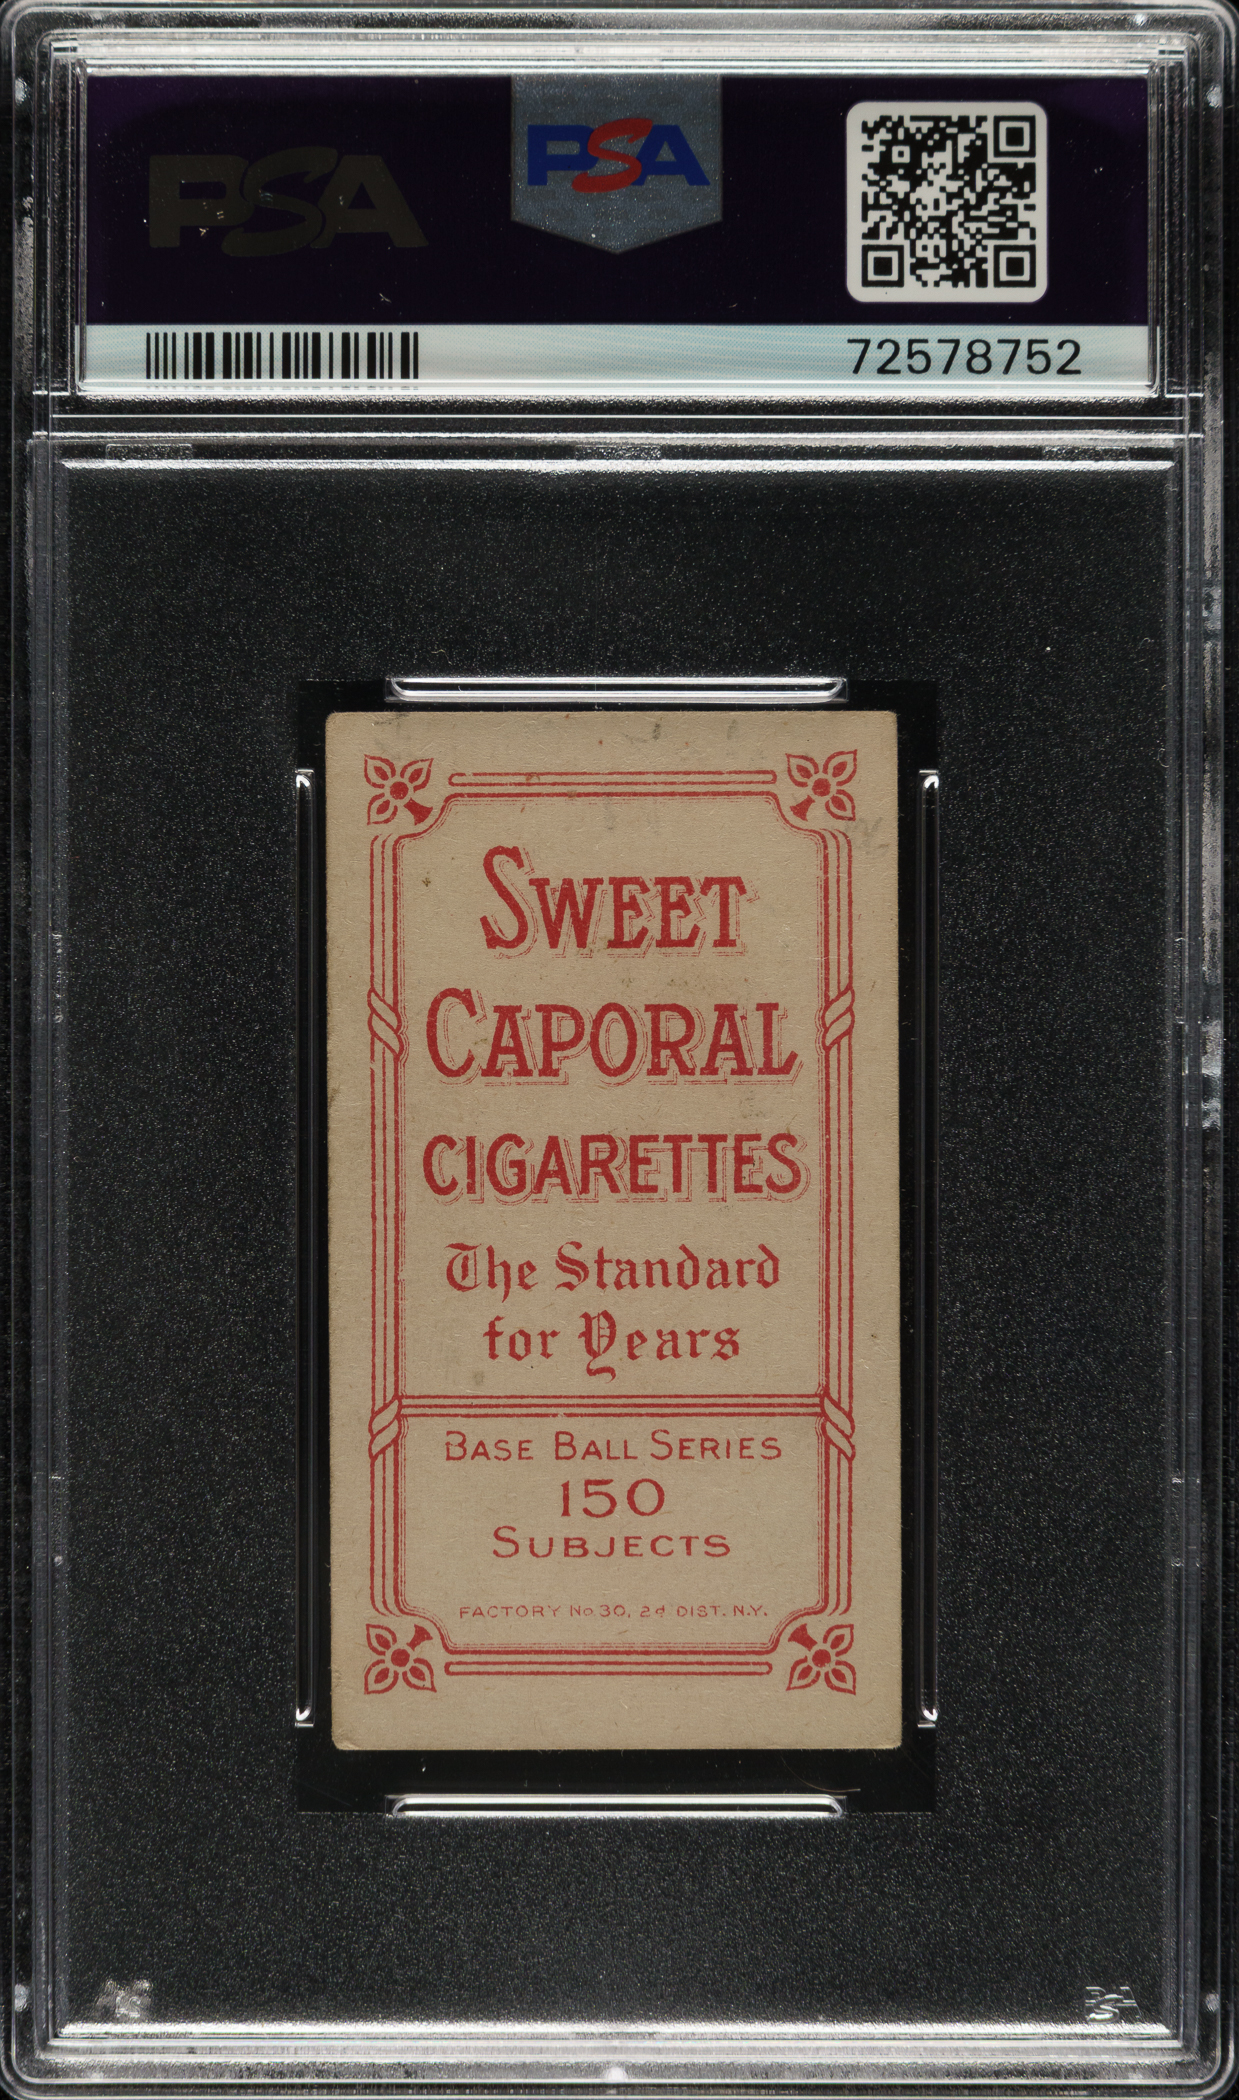 PSA
PSA
72578752
SWEET
CAPORAL
CIGARETTES
The Standard
for Years
BASE BALL SERIES
150
SUBJECTS
FACTORY No. 30, 2d DIST. N.Y.
PSA